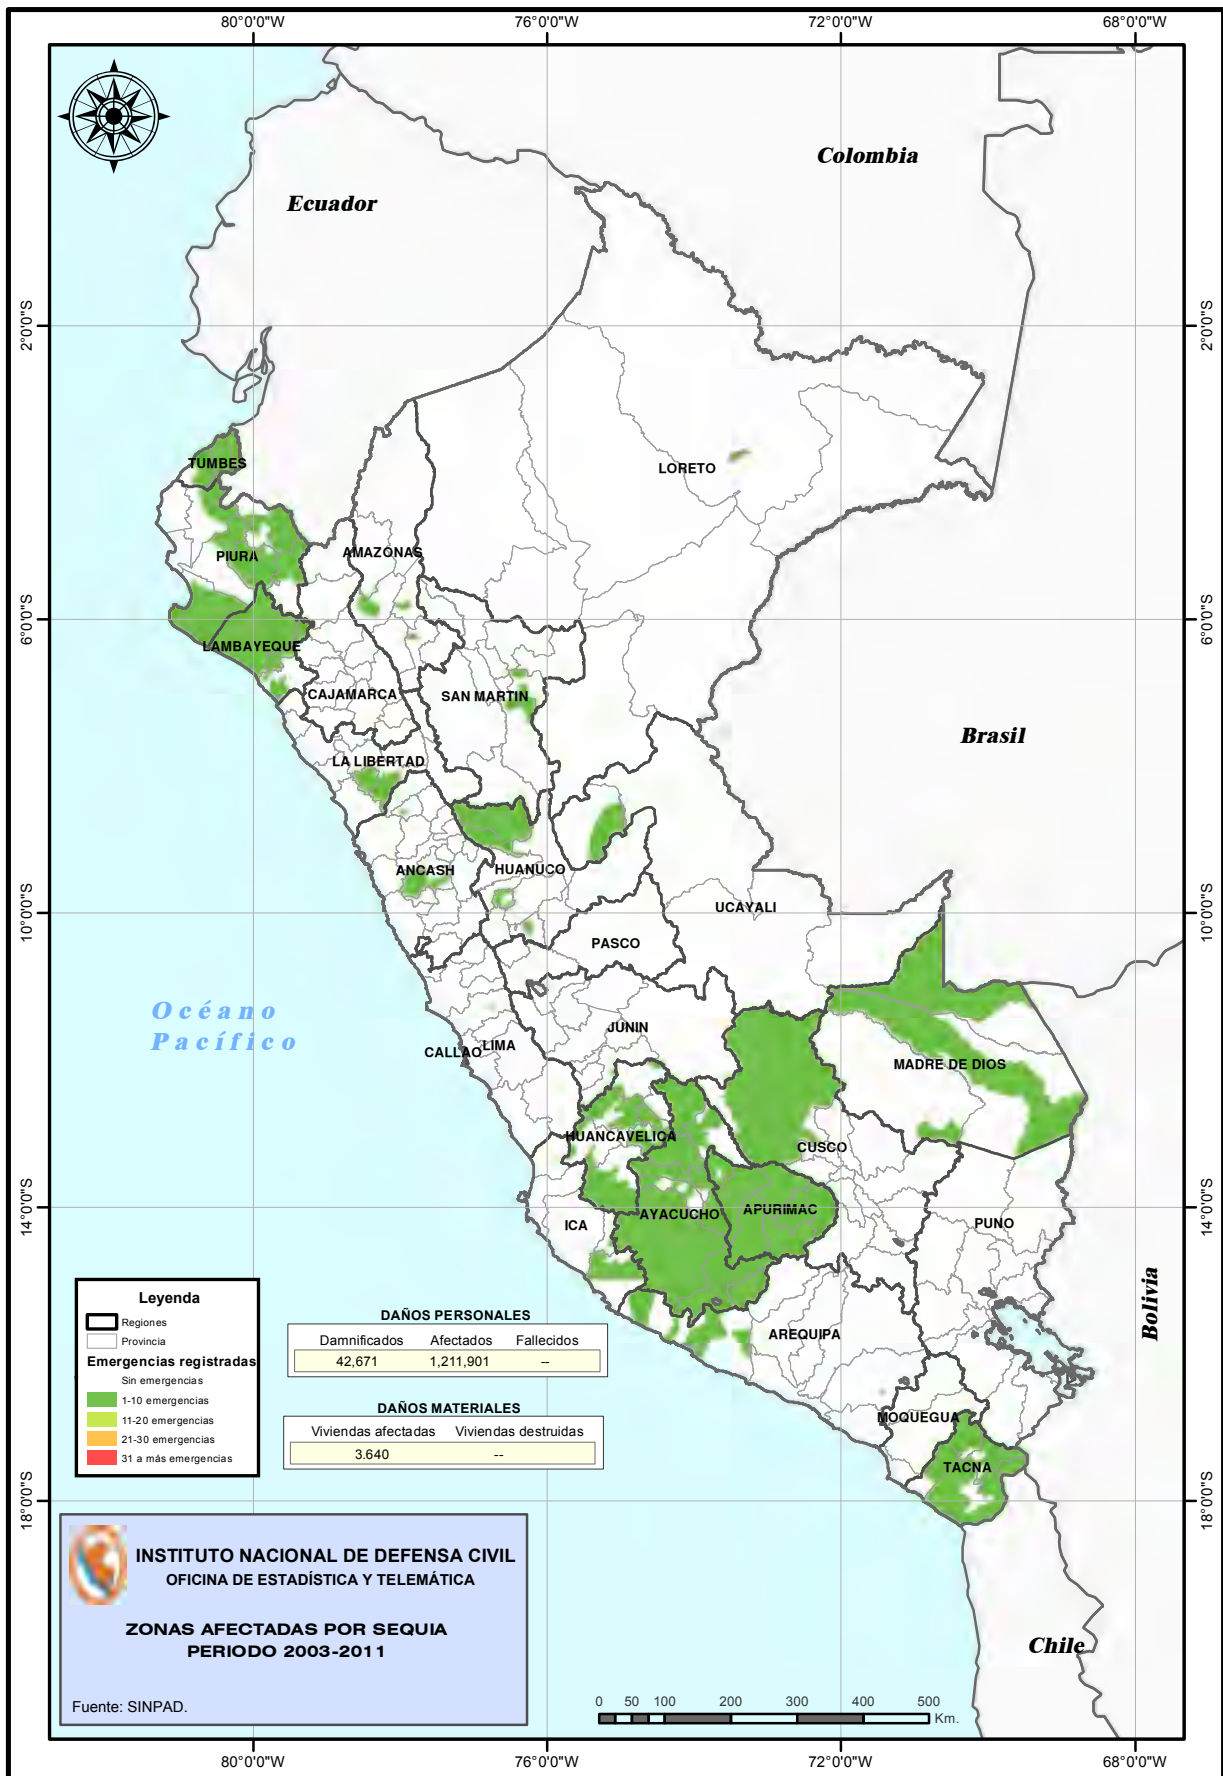 80°0'0"W 76°0'0"W 72°0'0"W 68°0'0"W
Colombia
Ecuador
2°0'0"S 2°0'0"S
TUMBES
LORETO
PIURA
AMAZONAS
6°0'0"S 6°0'0"S
LAMBAYEQUE
CAJAMARCA
SAN MARTIN
Brasil
LA LIBERTAD
ANCASH
HUANUCO
UCAYALI
10°0'0"S 10°0'0"S
PASCO
Océano
Pacífico
JUNIN
LIMA
CALLAO
MADRE DE DIOS
HUANCAVELICA
CUSCO
14°0'0"S 14°0'0"S
AYACUCHO
APURIMAC
ICA
PUNO
Bolivia
AREQUIPA
MOQUEGUA
TACNA
18°0'0"S 18°0'0"S
Chile
Leyenda
Regiones
Provincia
Emergencias registradas
Sin emergencias
1-10 emergencias
11-20 emergencias
21-30 emergencias
31 a más emergencias
DAÑOS PERSONALES
Damnificados Afectados Fallecidos
42,671 1,211,901 --
DAÑOS MATERIALES
Viviendas afectadas Viviendas destruidas
3.640 --
INSTITUTO NACIONAL DE DEFENSA CIVIL
OFICINA DE ESTADÍSTICA Y TELEMÁTICA
ZONAS AFECTADAS POR SEQUIA
PERIODO 2003-2011
Fuente: SINPAD.
0 50 100 200 300 400 500
Km.
80°0'0"W 76°0'0"W 72°0'0"W 68°0'0"W